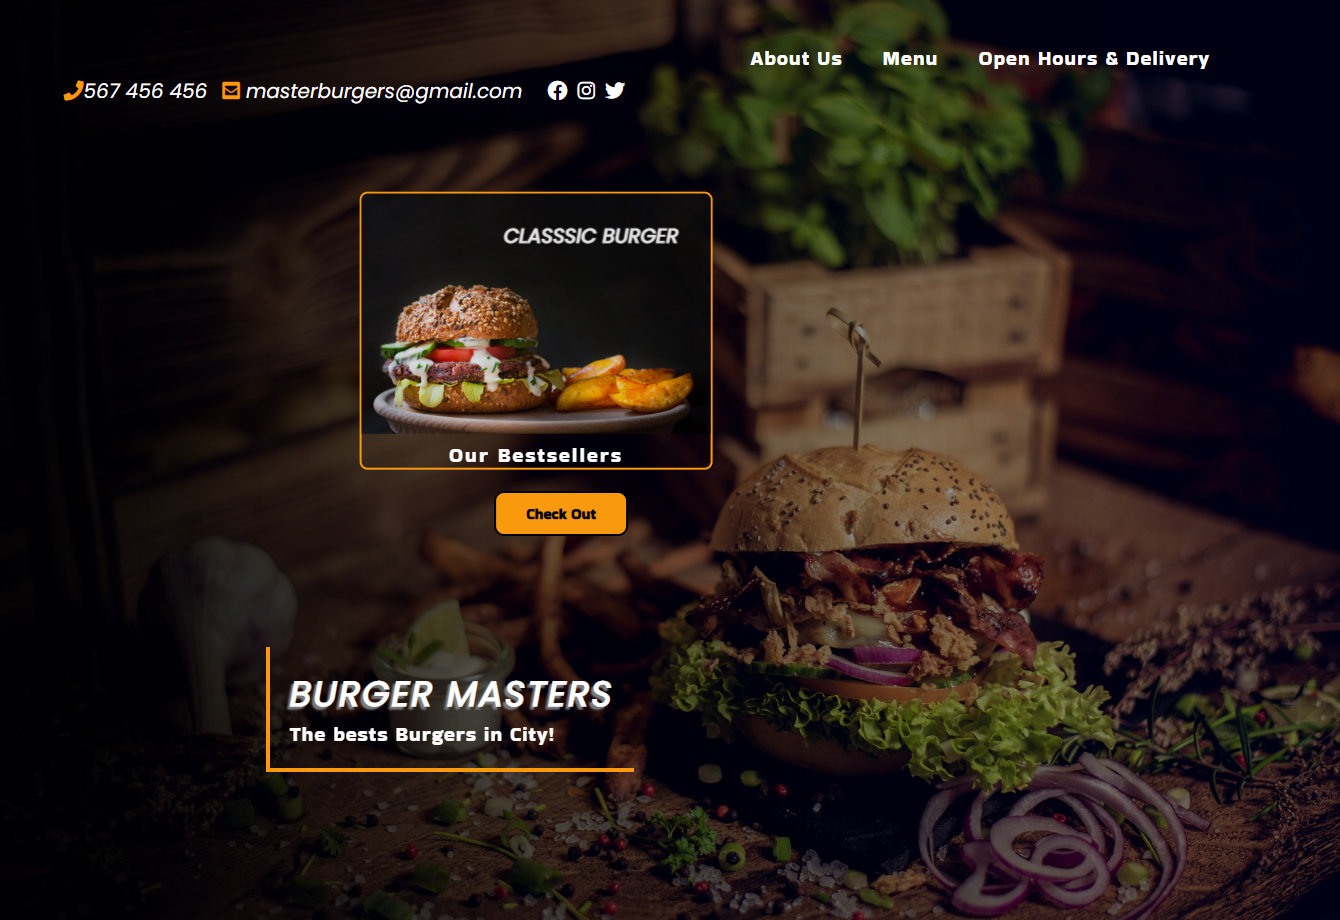 About Us Menu Open Hours & Delivery
567 456 456 masterburgers@gmail.com
CLASSSIC BURGER
Our Bestsellers
Check Out
BURGER MASTERS
The bests Burgers in City!